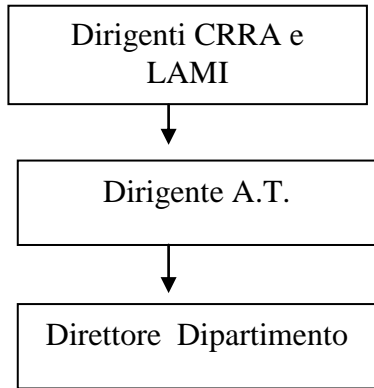 Dirigenti CRRA e
LAMI
Dirigente A.T.
Direttore Dipartimento